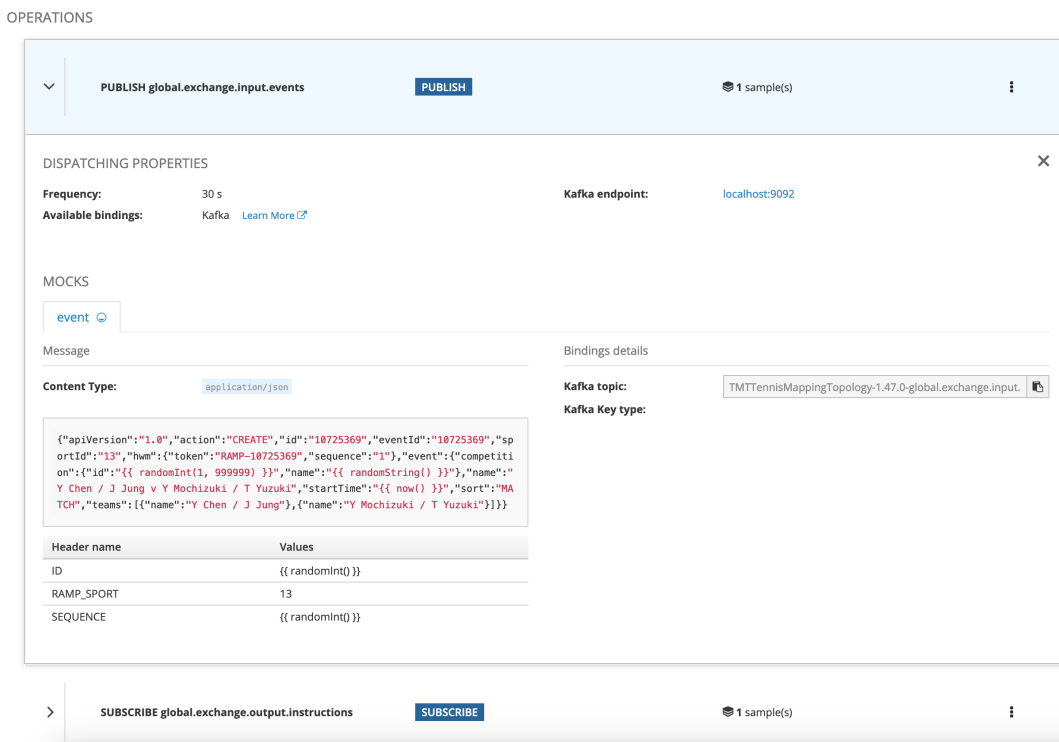 OPERATIONS
PUBLISH global.exchange.input.events PUBLISH 1 sample(s)
DISPATCHING PROPERTIES
Frequency: 30 s Kafka endpoint: localhost:9092
Available bindings: Kafka Learn More
MOCKS
event
Message Bindings details
Content Type: application/json Kafka topic: TMTTennisMappingTopology-1.47.0-global.exchange.input.
Kafka Key type:
{"apiVersion":"1.0","action":"CREATE","id":"10725369","eventId":"10725369","sp
ortId":"13","hwm":{"token":"RAMP-10725369","sequence":"1"},"event":{"competiti
on":{"id":"{{ randomInt(1, 999999) }}","name":"{{ randomString() }}"},"name":"
Y Chen / J Jung v Y Mochizuki / T Yuzuki","startTime":"{{ now() }}","sort":"MA
TCH","teams":[{"name":"Y Chen / J Jung"},{"name":"Y Mochizuki / T Yuzuki"}]}}
Header name Values
ID {{ randomInt() }}
RAMP_SPORT 13
SEQUENCE {{ randomInt() }}
SUBSCRIBE global.exchange.output.instructions SUBSCRIBE 1 sample(s)